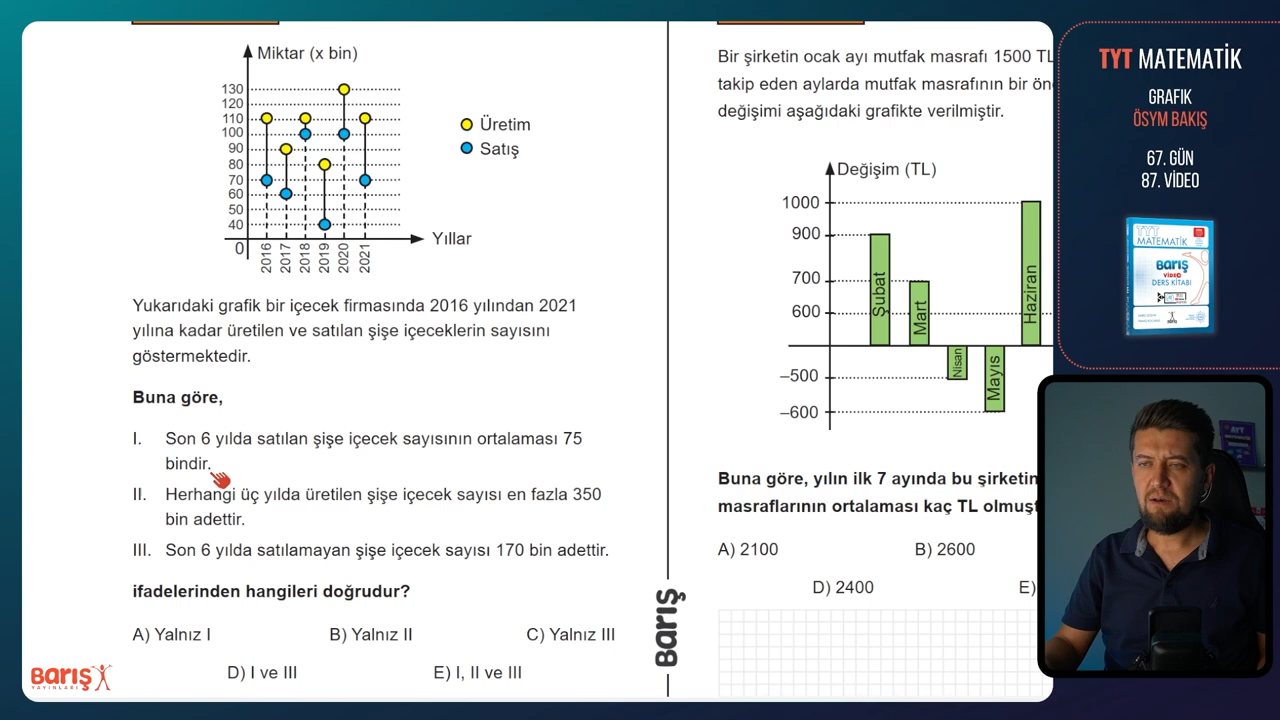 Miktar (x bin)
130
120
110
100
90
80
70
60
50
40
0
2016
2017
2018
2019
2020
2021
Yıllar
Üretim
Satış
Yukarıdaki grafik bir içecek firmasında 2016 yılından 2021
yılına kadar üretilen ve satılan şişe içeceklerin sayısını
göstermektedir.
Buna göre,
I. Son 6 yılda satılan şişe içecek sayısının ortalaması 75
bindir.
II. Herhangi üç yılda üretilen şişe içecek sayısı en fazla 350
bin adettir.
III. Son 6 yılda satılamayan şişe içecek sayısı 170 bin adettir.
ifadelerinden hangileri doğrudur?
A) Yalnız I B) Yalnız II C) Yalnız III
D) I ve III E) I, II ve III
BARIŞ
YAYINLARI
BARIŞ
Bir şirketin ocak ayı mutfak masrafı 1500 TL
takip eden aylarda mutfak masrafının bir ön
değişimi aşağıdaki grafikte verilmiştir.
Değişim (TL)
1000
900
700
600
–500
–600
Şubat
Mart
Nisan
Mayıs
Haziran
Buna göre, yılın ilk 7 ayında bu şirketin
masraflarının ortalaması kaç TL olmuşt
A) 2100 B) 2600
D) 2400 E)
TYT MATEMATİK
GRAFIK
ÖSYM BAKIŞ
67. GÜN
87. VİDEO
TYT
MATEMATİK
BARIŞ
VİDEO
DERS KİTABI
AYT